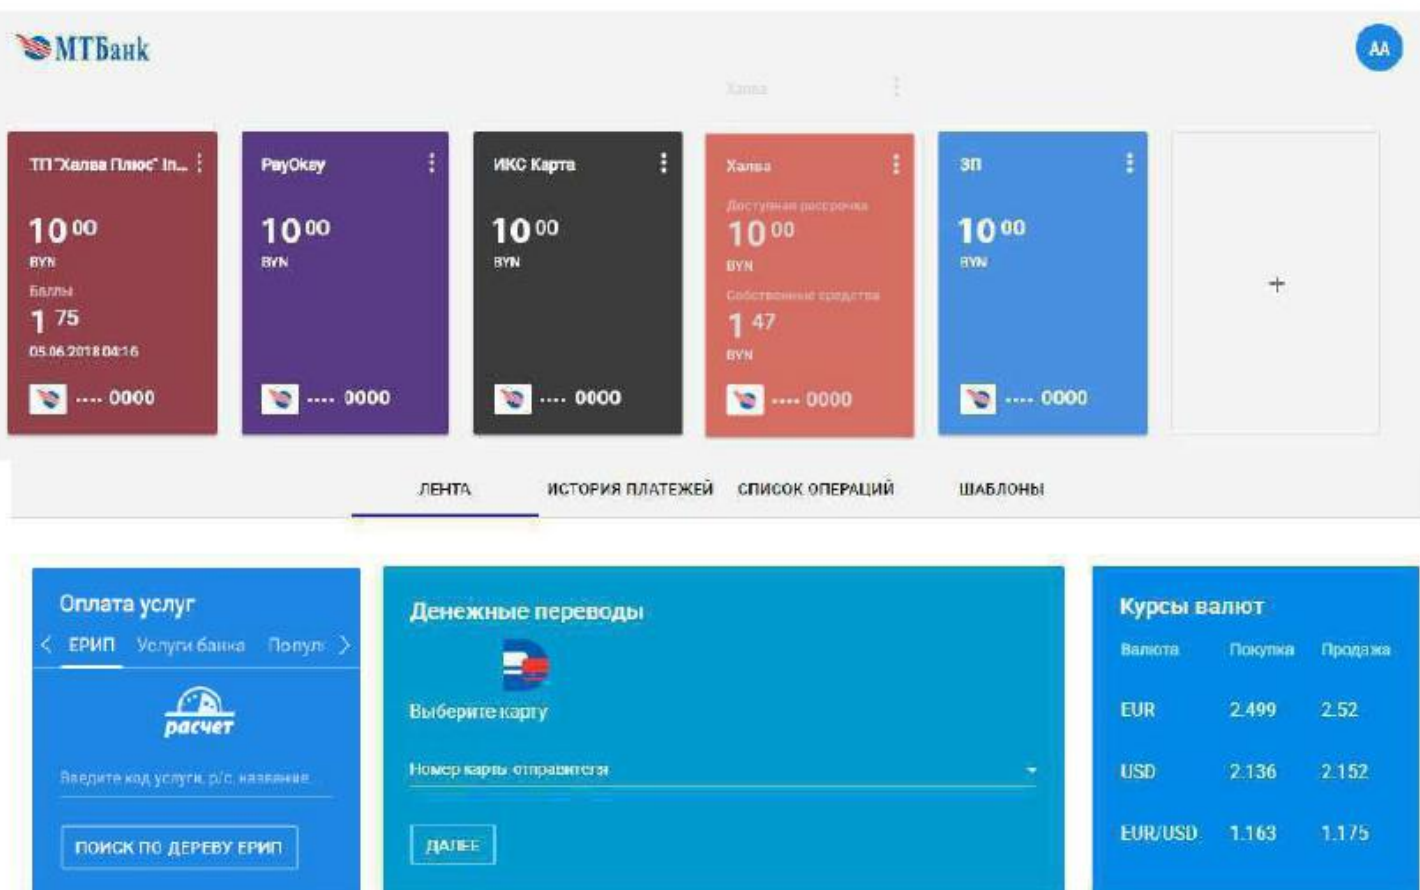 МТБанк
АА
Халва
ТП "Халва Плюс" In...
10 00
BYN
Баллы
1 75
05.06.2018 04:16
.... 0000
PayOkay
10 00
BYN
.... 0000
ИКС Карта
10 00
BYN
.... 0000
Халва
Доступная рассрочка
10 00
BYN
Собственные средства
1 47
BYN
.... 0000
ЗП
10 00
BYN
.... 0000
+
ЛЕНТА ИСТОРИЯ ПЛАТЕЖЕЙ СПИСОК ОПЕРАЦИЙ ШАБЛОНЫ
Оплата услуг
< ЕРИП Услуги банка Попул >
расчет
Введите код услуги, р/с, название
ПОИСК ПО ДЕРЕВУ ЕРИП
Денежные переводы
Выберите карту
Номер карты отправителя
ДАЛЕЕ
Курсы валют
Валюта Покупка Продажа
EUR 2.499 2.52
USD 2.136 2.152
EUR/USD 1.163 1.175